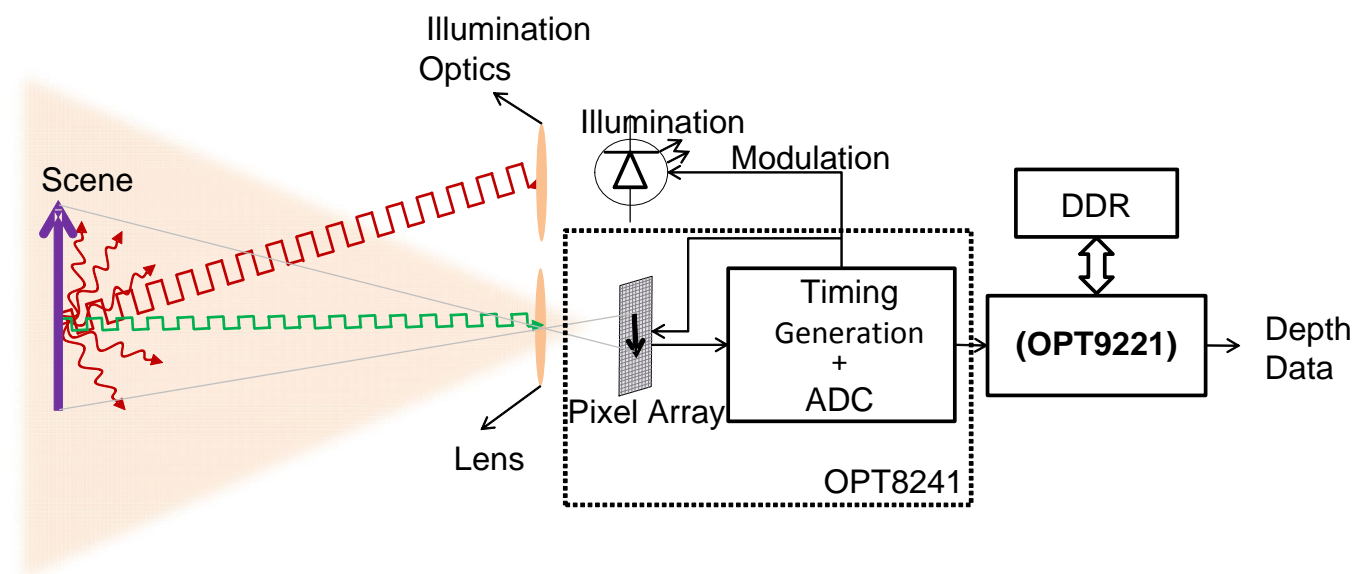 Illumination
Optics
Illumination
Modulation
Scene
DDR
Timing
Generation
+
ADC
(OPT9221)
Depth
Data
Pixel Array
Lens
OPT8241